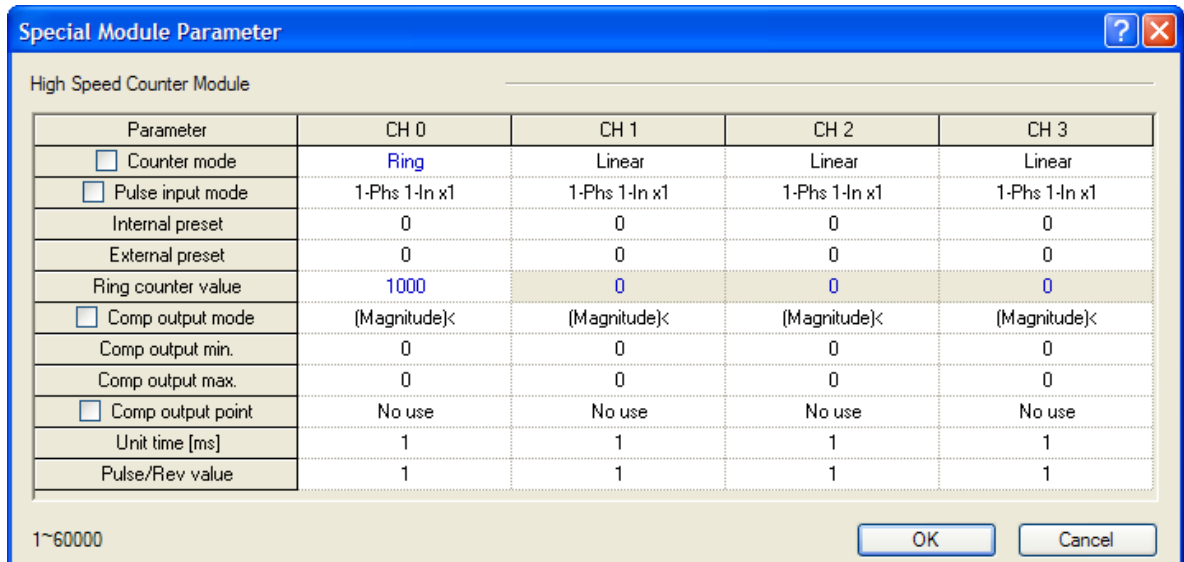 Special Module Parameter
High Speed Counter Module
Parameter CH 0 CH 1 CH 2 CH 3
Counter mode Ring Linear Linear Linear
Pulse input mode 1-Phs 1-In x1 1-Phs 1-In x1 1-Phs 1-In x1 1-Phs 1-In x1
Internal preset 0 0 0 0
External preset 0 0 0 0
Ring counter value 1000 0 0 0
Comp output mode (Magnitude)< (Magnitude)< (Magnitude)< (Magnitude)<
Comp output min. 0 0 0 0
Comp output max. 0 0 0 0
Comp output point No use No use No use No use
Unit time [ms] 1 1 1 1
Pulse/Rev value 1 1 1 1
1~60000 OK Cancel